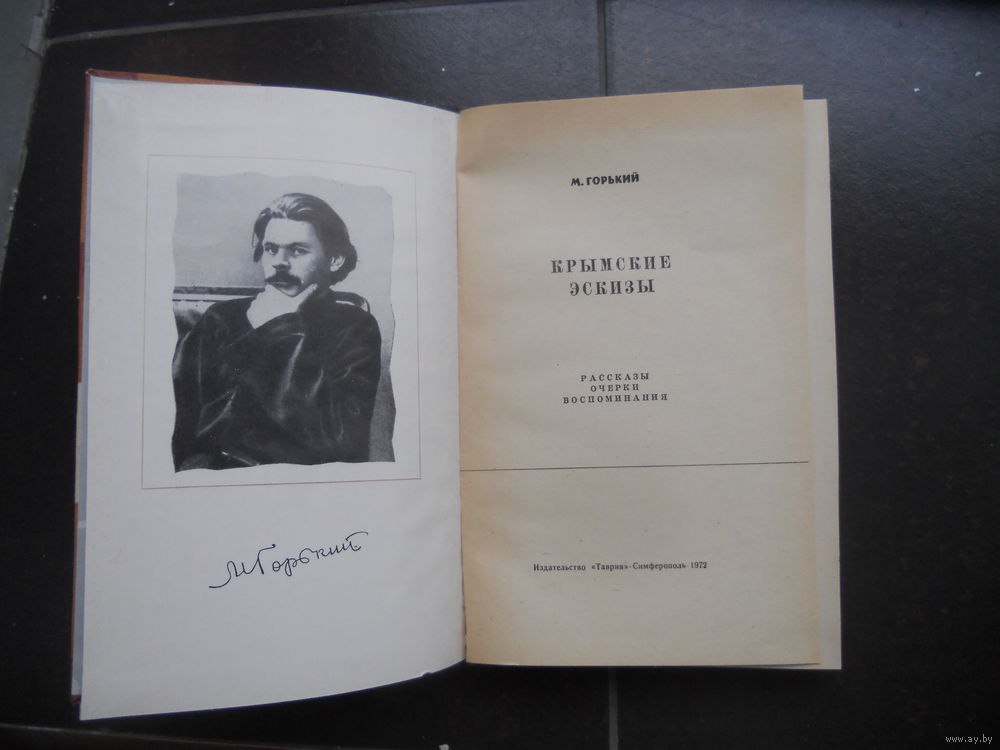 М Горький
М. ГОРЬКИЙ
КРЫМСКИЕ
ЭСКИЗЫ
РАССКАЗЫ
ОЧЕРКИ
ВОСПОМИНАНИЯ
Издательство «Таврия» Симферополь 1972
www.ay.by